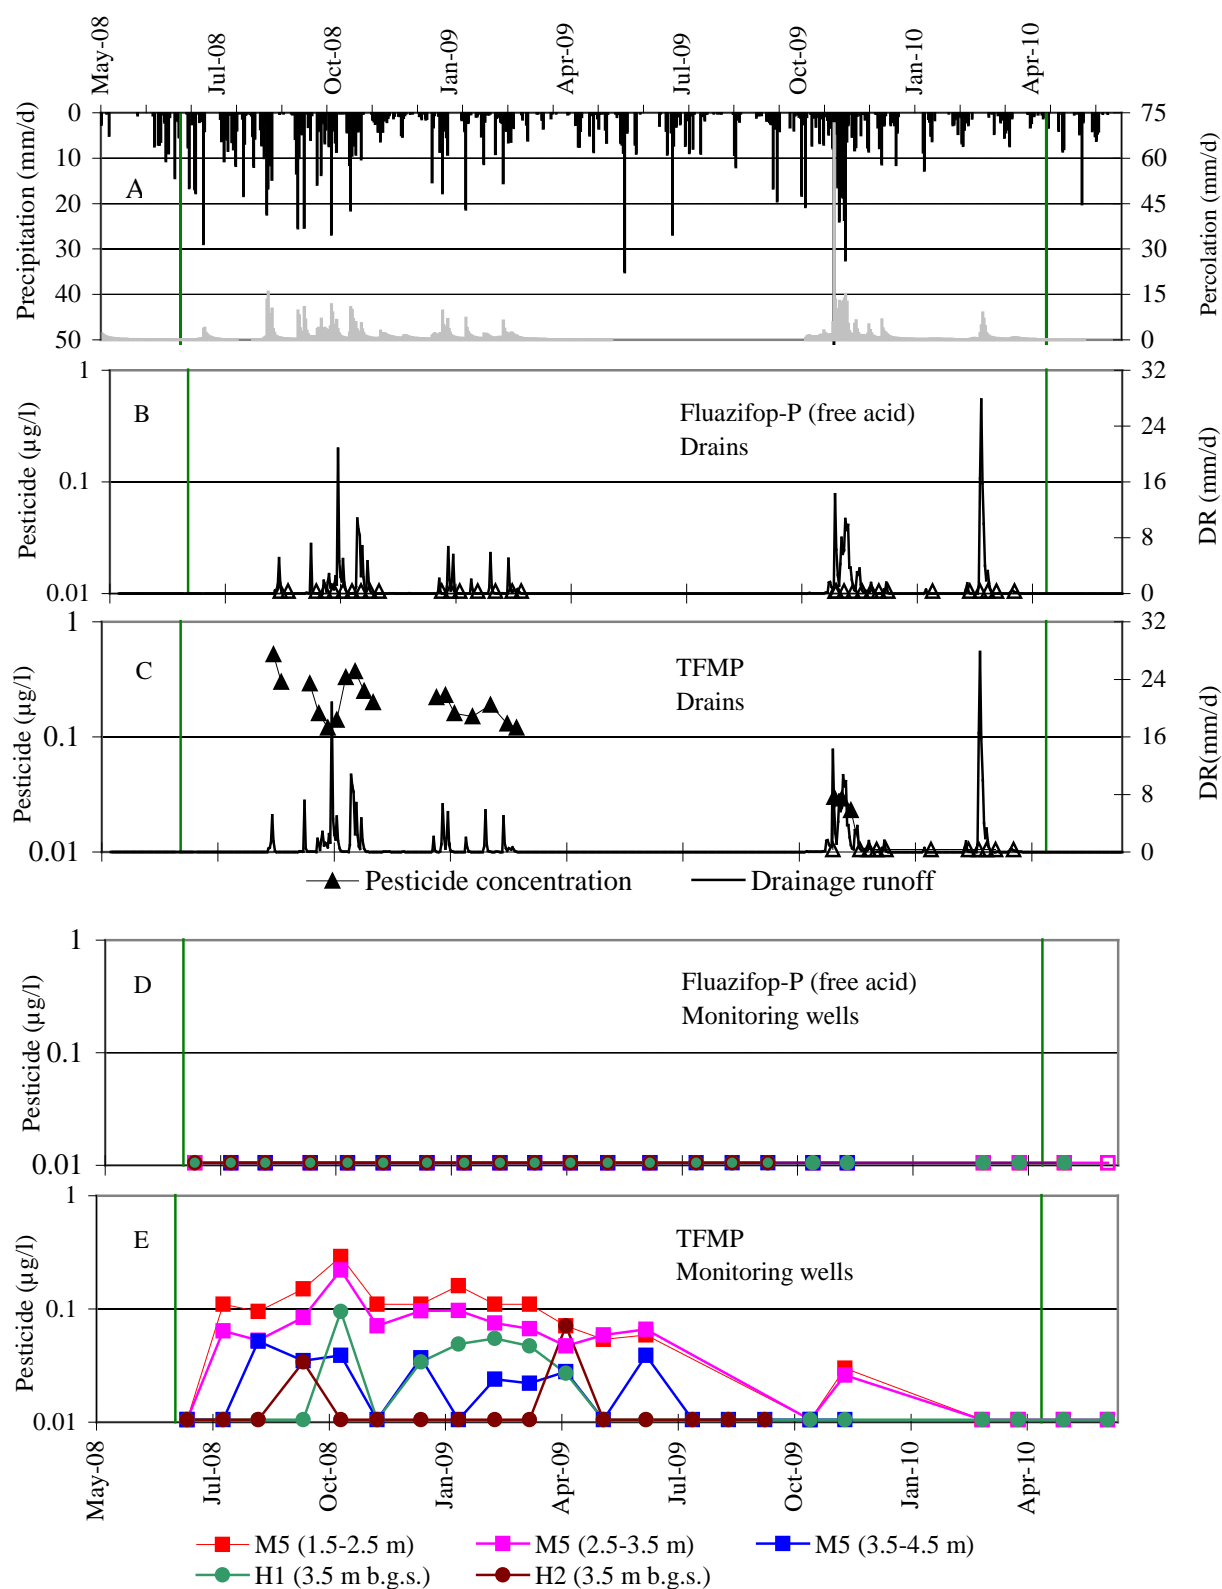 May-08 Jul-08 Oct-08 Jan-09 Apr-09 Jul-09 Oct-09 Jan-10 Apr-10
Precipitation (mm/d)
0
10
20
30
40
50
A
75
60
45
30
15
0
Percolation (mm/d)
Pesticide (µg/l)
1
0.1
0.01
B
Fluazifop-P (free acid)
Drains
32
24
16
8
0
DR (mm/d)
Pesticide (µg/l)
1
0.1
0.01
C
TFMP
Drains
32
24
16
8
0
DR(mm/d)
Pesticide concentration Drainage runoff
Pesticide (µg/l)
1
0.1
0.01
D
Fluazifop-P (free acid)
Monitoring wells
Pesticide (µg/l)
1
0.1
0.01
E
TFMP
Monitoring wells
May-08 Jul-08 Oct-08 Jan-09 Apr-09 Jul-09 Oct-09 Jan-10 Apr-10
M5 (1.5-2.5 m) M5 (2.5-3.5 m) M5 (3.5-4.5 m)
H1 (3.5 m b.g.s.) H2 (3.5 m b.g.s.)